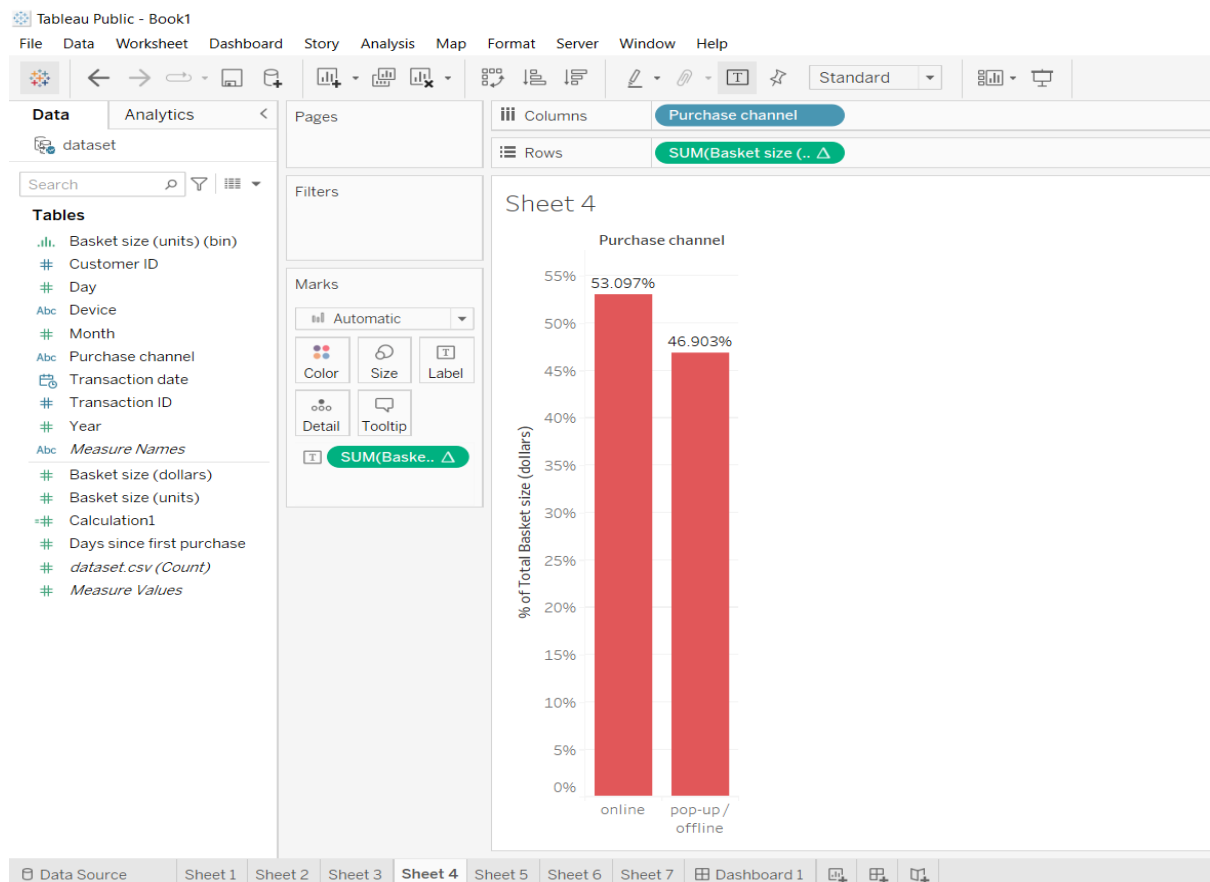 Tableau Public - Book1
File Data Worksheet Dashboard Story Analysis Map Format Server Window Help
Standard
Data Analytics
dataset
Search
Tables
Basket size (units) (bin)
Customer ID
Day
Abc Device
Month
Abc Purchase channel
Transaction date
Transaction ID
Year
Abc Measure Names
Basket size (dollars)
Basket size (units)
Calculation1
Days since first purchase
dataset.csv (Count)
Measure Values
Pages
Filters
Marks
Automatic
Color Size Label
Detail Tooltip
SUM(Baske.. △
Columns Purchase channel
Rows SUM(Basket size (.. △
Sheet 4
Purchase channel
% of Total Basket size (dollars)
55%
50%
45%
40%
35%
30%
25%
20%
15%
10%
5%
0%
53.097%
46.903%
online pop-up /
offline
Data Source Sheet 1 Sheet 2 Sheet 3 Sheet 4 Sheet 5 Sheet 6 Sheet 7 Dashboard 1